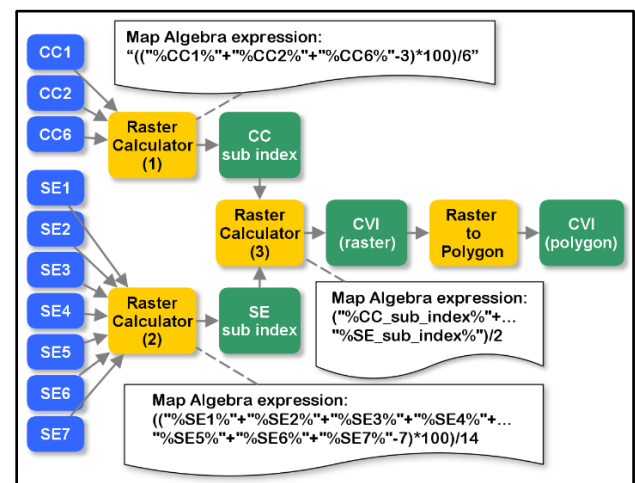 Map Algebra expression:
“(("%CC1%"+"%CC2%"+"%CC6%"-3)*100)/6”
CC1
CC2
CC6
Raster
Calculator
(1)
CC
sub index
SE1
SE2
SE3
SE4
SE5
SE6
SE7
Raster
Calculator
(2)
SE
sub index
Raster
Calculator
(3)
CVI
(raster)
Raster
to
Polygon
CVI
(polygon)
Map Algebra expression:
("%CC_sub_index%"+...
"%SE_sub_index%")/2
Map Algebra expression:
(("%SE1%"+"%SE2%"+"%SE3%"+"%SE4%"+...
"%SE5%"+"%SE6%"+"%SE7%"-7)*100)/14